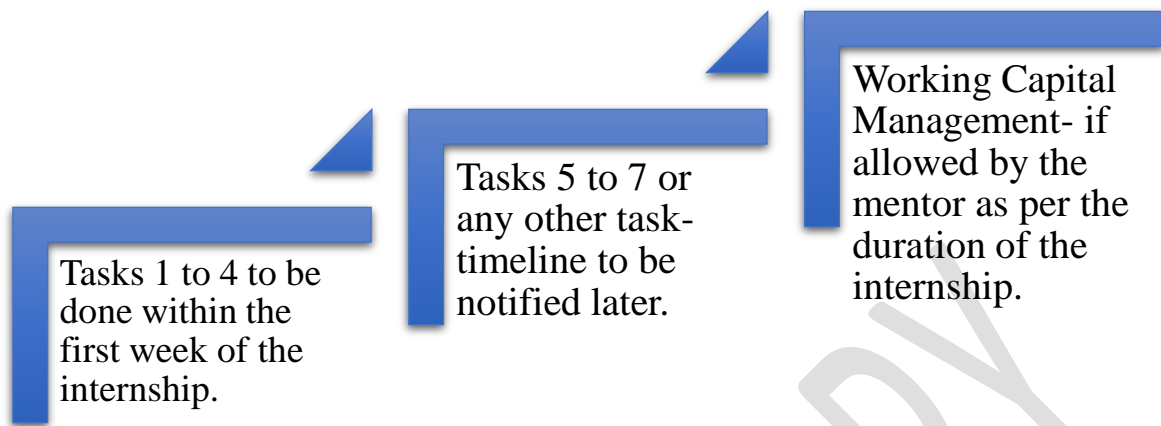 Tasks 1 to 4 to be
done within the
first week of the
internship.
Tasks 5 to 7 or
any other task-
timeline to be
notified later.
Working Capital
Management- if
allowed by the
mentor as per the
duration of the
internship.
PY